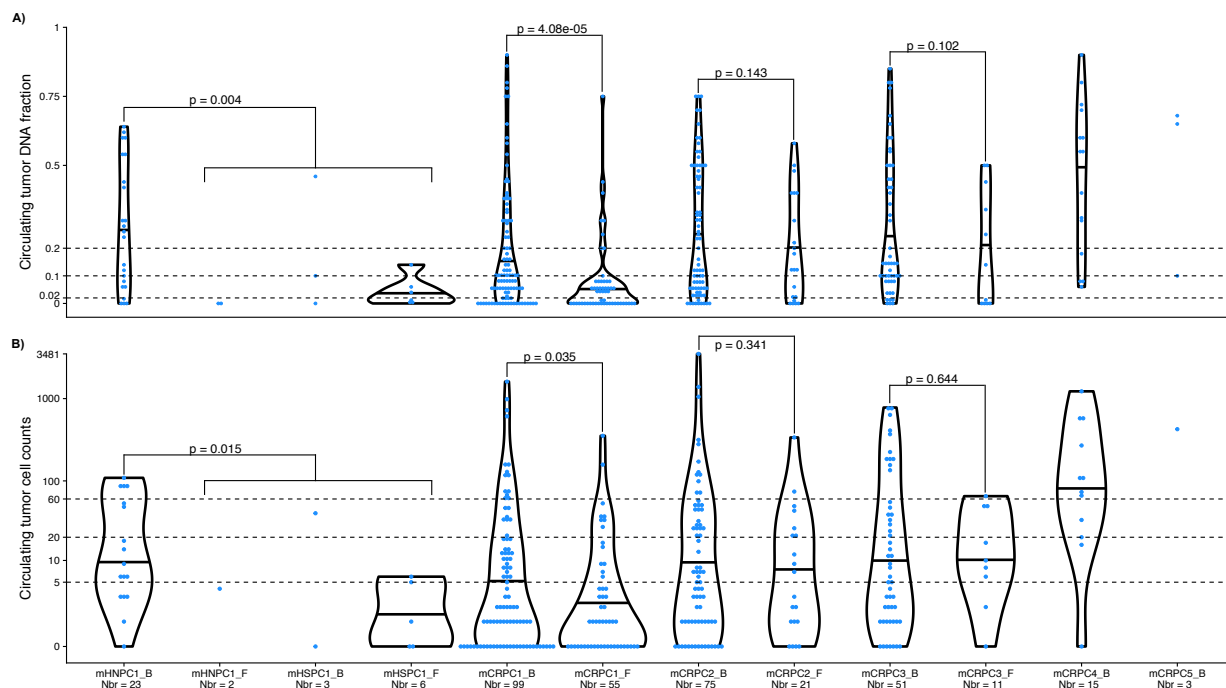 A)
Circulating tumor DNA fraction
1
0.75
0.5
0.2
0.1
0.02
0
p = 0.004
p = 4.08e-05
p = 0.143
p = 0.102
B)
Circulating tumor cell counts
3481
1000
100
60
20
10
5
0
p = 0.015
p = 0.035
p = 0.341
p = 0.644
mHNPC1_B mHNPC1_F mHSPC1_B mHSPC1_F mCRPC1_B mCRPC1_F mCRPC2_B mCRPC2_F mCRPC3_B mCRPC3_F mCRPC4_B mCRPC5_B
Nbr = 23 Nbr = 2 Nbr = 3 Nbr = 6 Nbr = 99 Nbr = 55 Nbr = 75 Nbr = 21 Nbr = 51 Nbr = 11 Nbr = 15 Nbr = 3